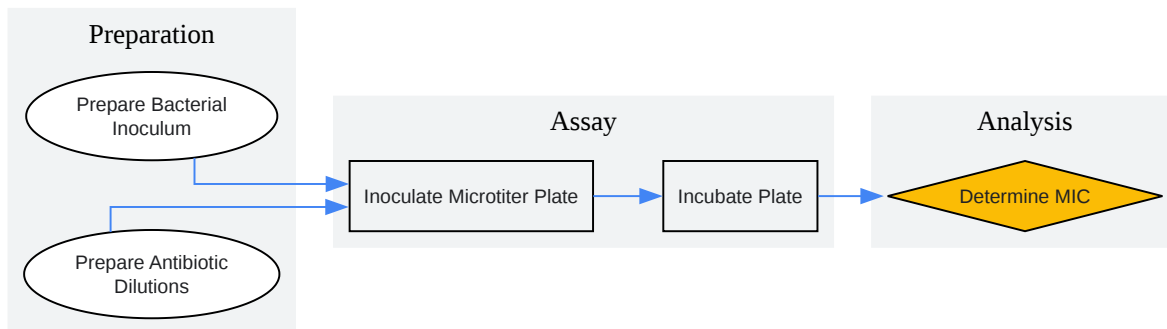 Preparation
Prepare Bacterial
Inoculum
Prepare Antibiotic
Dilutions
Assay
Inoculate Microtiter Plate
Incubate Plate
Analysis
Determine MIC